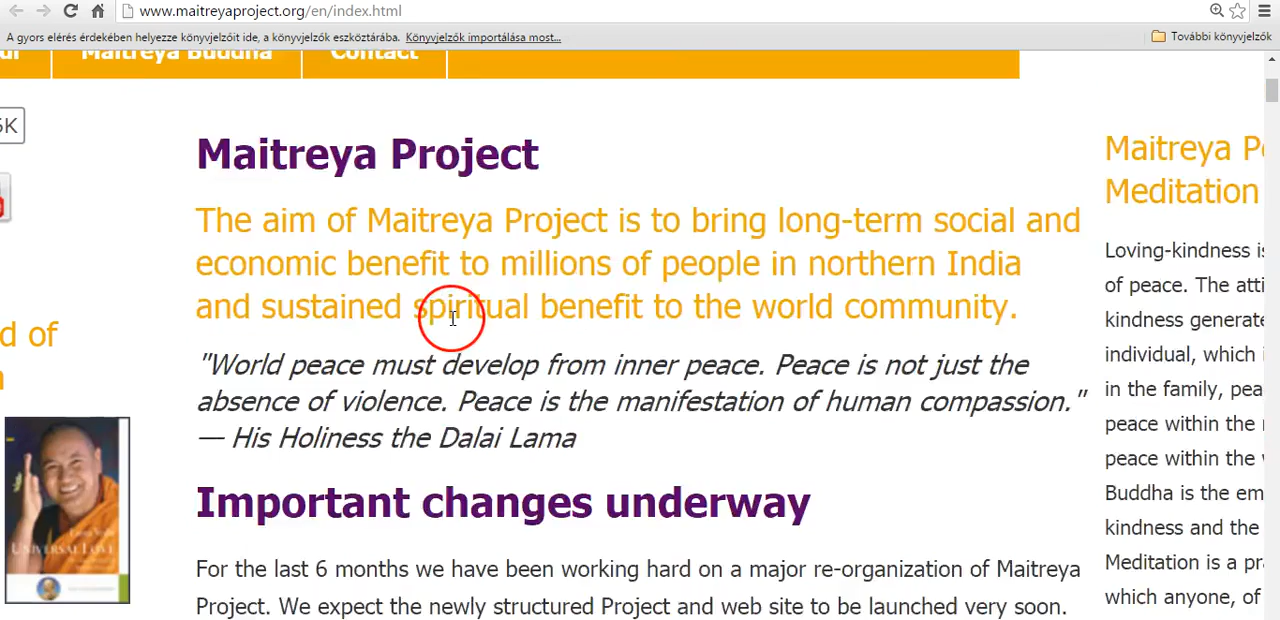 www.maitreyaproject.org/en/index.html
A gyors elérés érdekében helyezze könyvjelzőit ide, a könyvjelzők eszköztárába. Könyvjelzők importálása most...
További könyvjelzők
Maitreya Buddha
Contact
5K
Maitreya Project
The aim of Maitreya Project is to bring long-term social and
economic benefit to millions of people in northern India
and sustained spiritual benefit to the world community.
"World peace must develop from inner peace. Peace is not just the
absence of violence. Peace is the manifestation of human compassion."
— His Holiness the Dalai Lama
Important changes underway
For the last 6 months we have been working hard on a major re-organization of Maitreya
Project. We expect the newly structured Project and web site to be launched very soon.
d of
UNIVERSAL LOVE
Maitreya
Meditation
Loving-kindness
of peace. The
kindness
individual, which
in the family,
peace within the
peace within the
Buddha is the
kindness and the
Meditation is a
which anyone, of